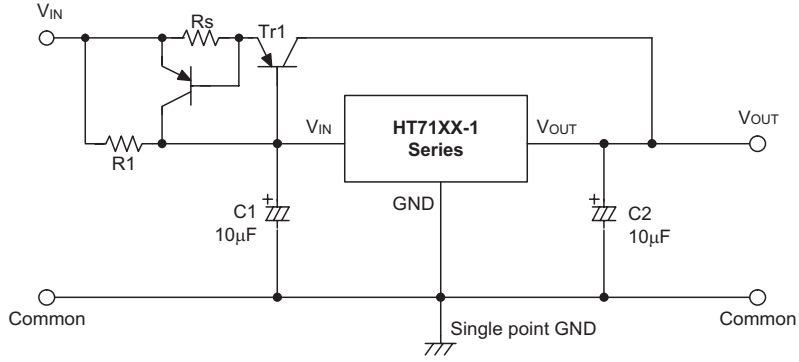 VIN
Rs
Tr1
R1
VIN
HT71XX-1
Series
VOUT
VOUT
GND
C1
10μF
C2
10μF
Common
Single point GND
Common